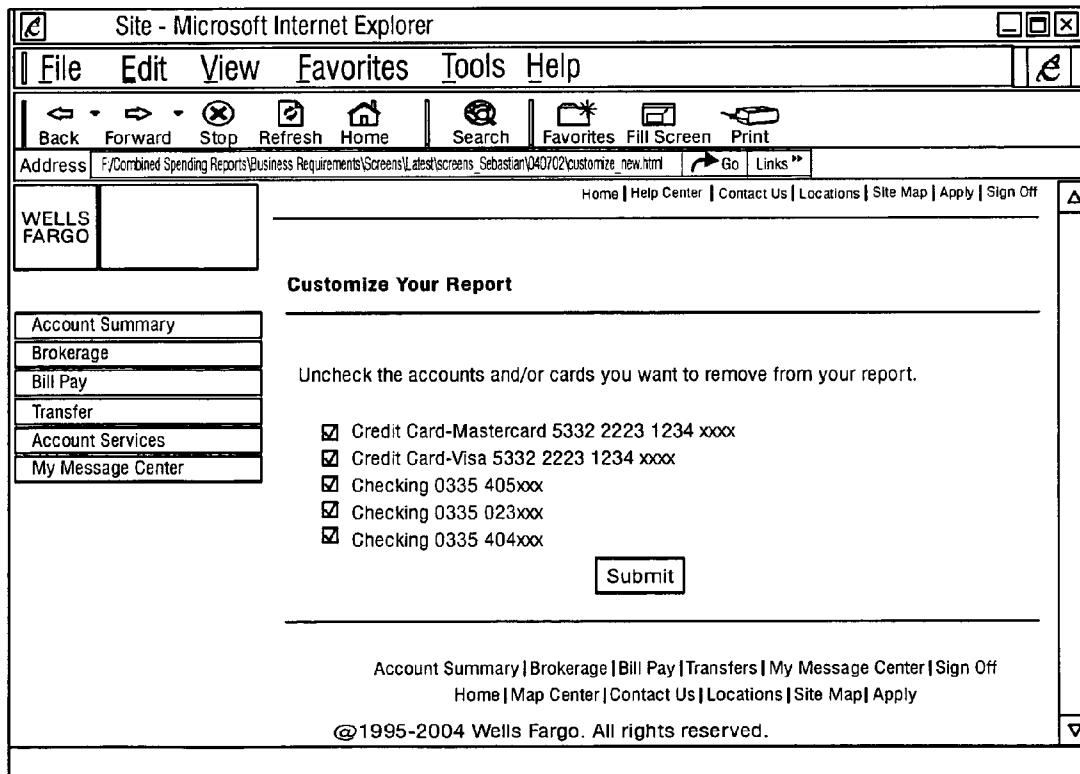 Site - Microsoft Internet Explorer
File Edit View Favorites Tools Help
Back Forward Stop Refresh Home Search Favorites Fill Screen Print
Address F:/Combined Spending Reports\Business Requirements\Screens\Latest\screens_Sebastian\040702\customize_new.html Go Links »
Home | Help Center | Contact Us | Locations | Site Map | Apply | Sign Off
WELLS
FARGO
Customize Your Report
Account Summary
Brokerage
Bill Pay
Transfer
Account Services
My Message Center
Uncheck the accounts and/or cards you want to remove from your report.
Credit Card-Mastercard 5332 2223 1234 xxxx
Credit Card-Visa 5332 2223 1234 xxxx
Checking 0335 405xxx
Checking 0335 023xxx
Checking 0335 404xxx
Submit
Account Summary | Brokerage | Bill Pay | Transfers | My Message Center | Sign Off
Home | Map Center | Contact Us | Locations | Site Map | Apply
@1995-2004 Wells Fargo. All rights reserved.